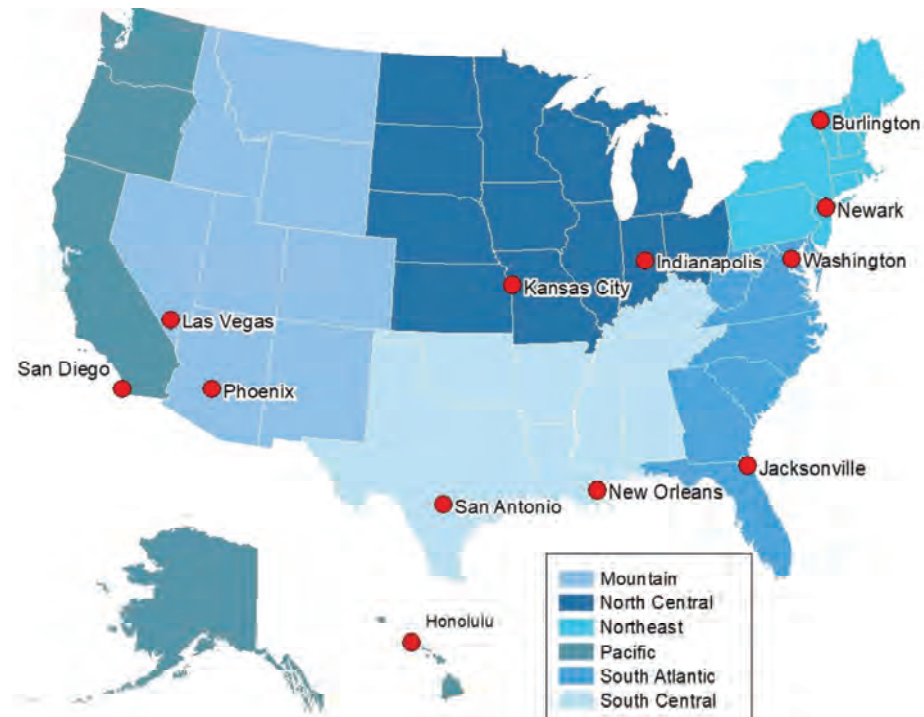 Burlington
Newark
Washington
Indianapolis
Kansas City
Las Vegas
San Diego
Phoenix
Jacksonville
New Orleans
San Antonio
Honolulu
Mountain
North Central
Northeast
Pacific
South Atlantic
South Central